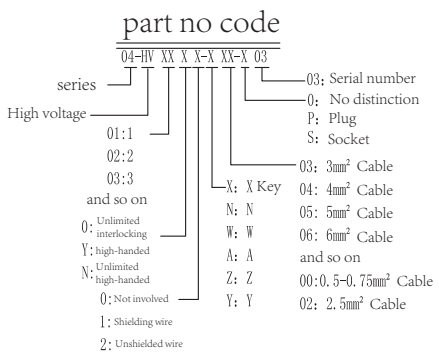 part no code
04-HV XX X X-X XX-X 03
series
High voltage
01:1
02:2
03:3
and so on
0: Unlimited interlocking
Y: high-handed
N: Unlimited high-handed
0: Not involved
1: Shielding wire
2: Unshielded wire
X: X Key
N: N
W: W
A: A
Z: Z
Y: Y
03: Serial number
0: No distinction
P: Plug
S: Socket
03: 3mm² Cable
04: 4mm² Cable
05: 5mm² Cable
06: 6mm² Cable
and so on
00:0.5-0.75mm² Cable
02: 2.5mm² Cable